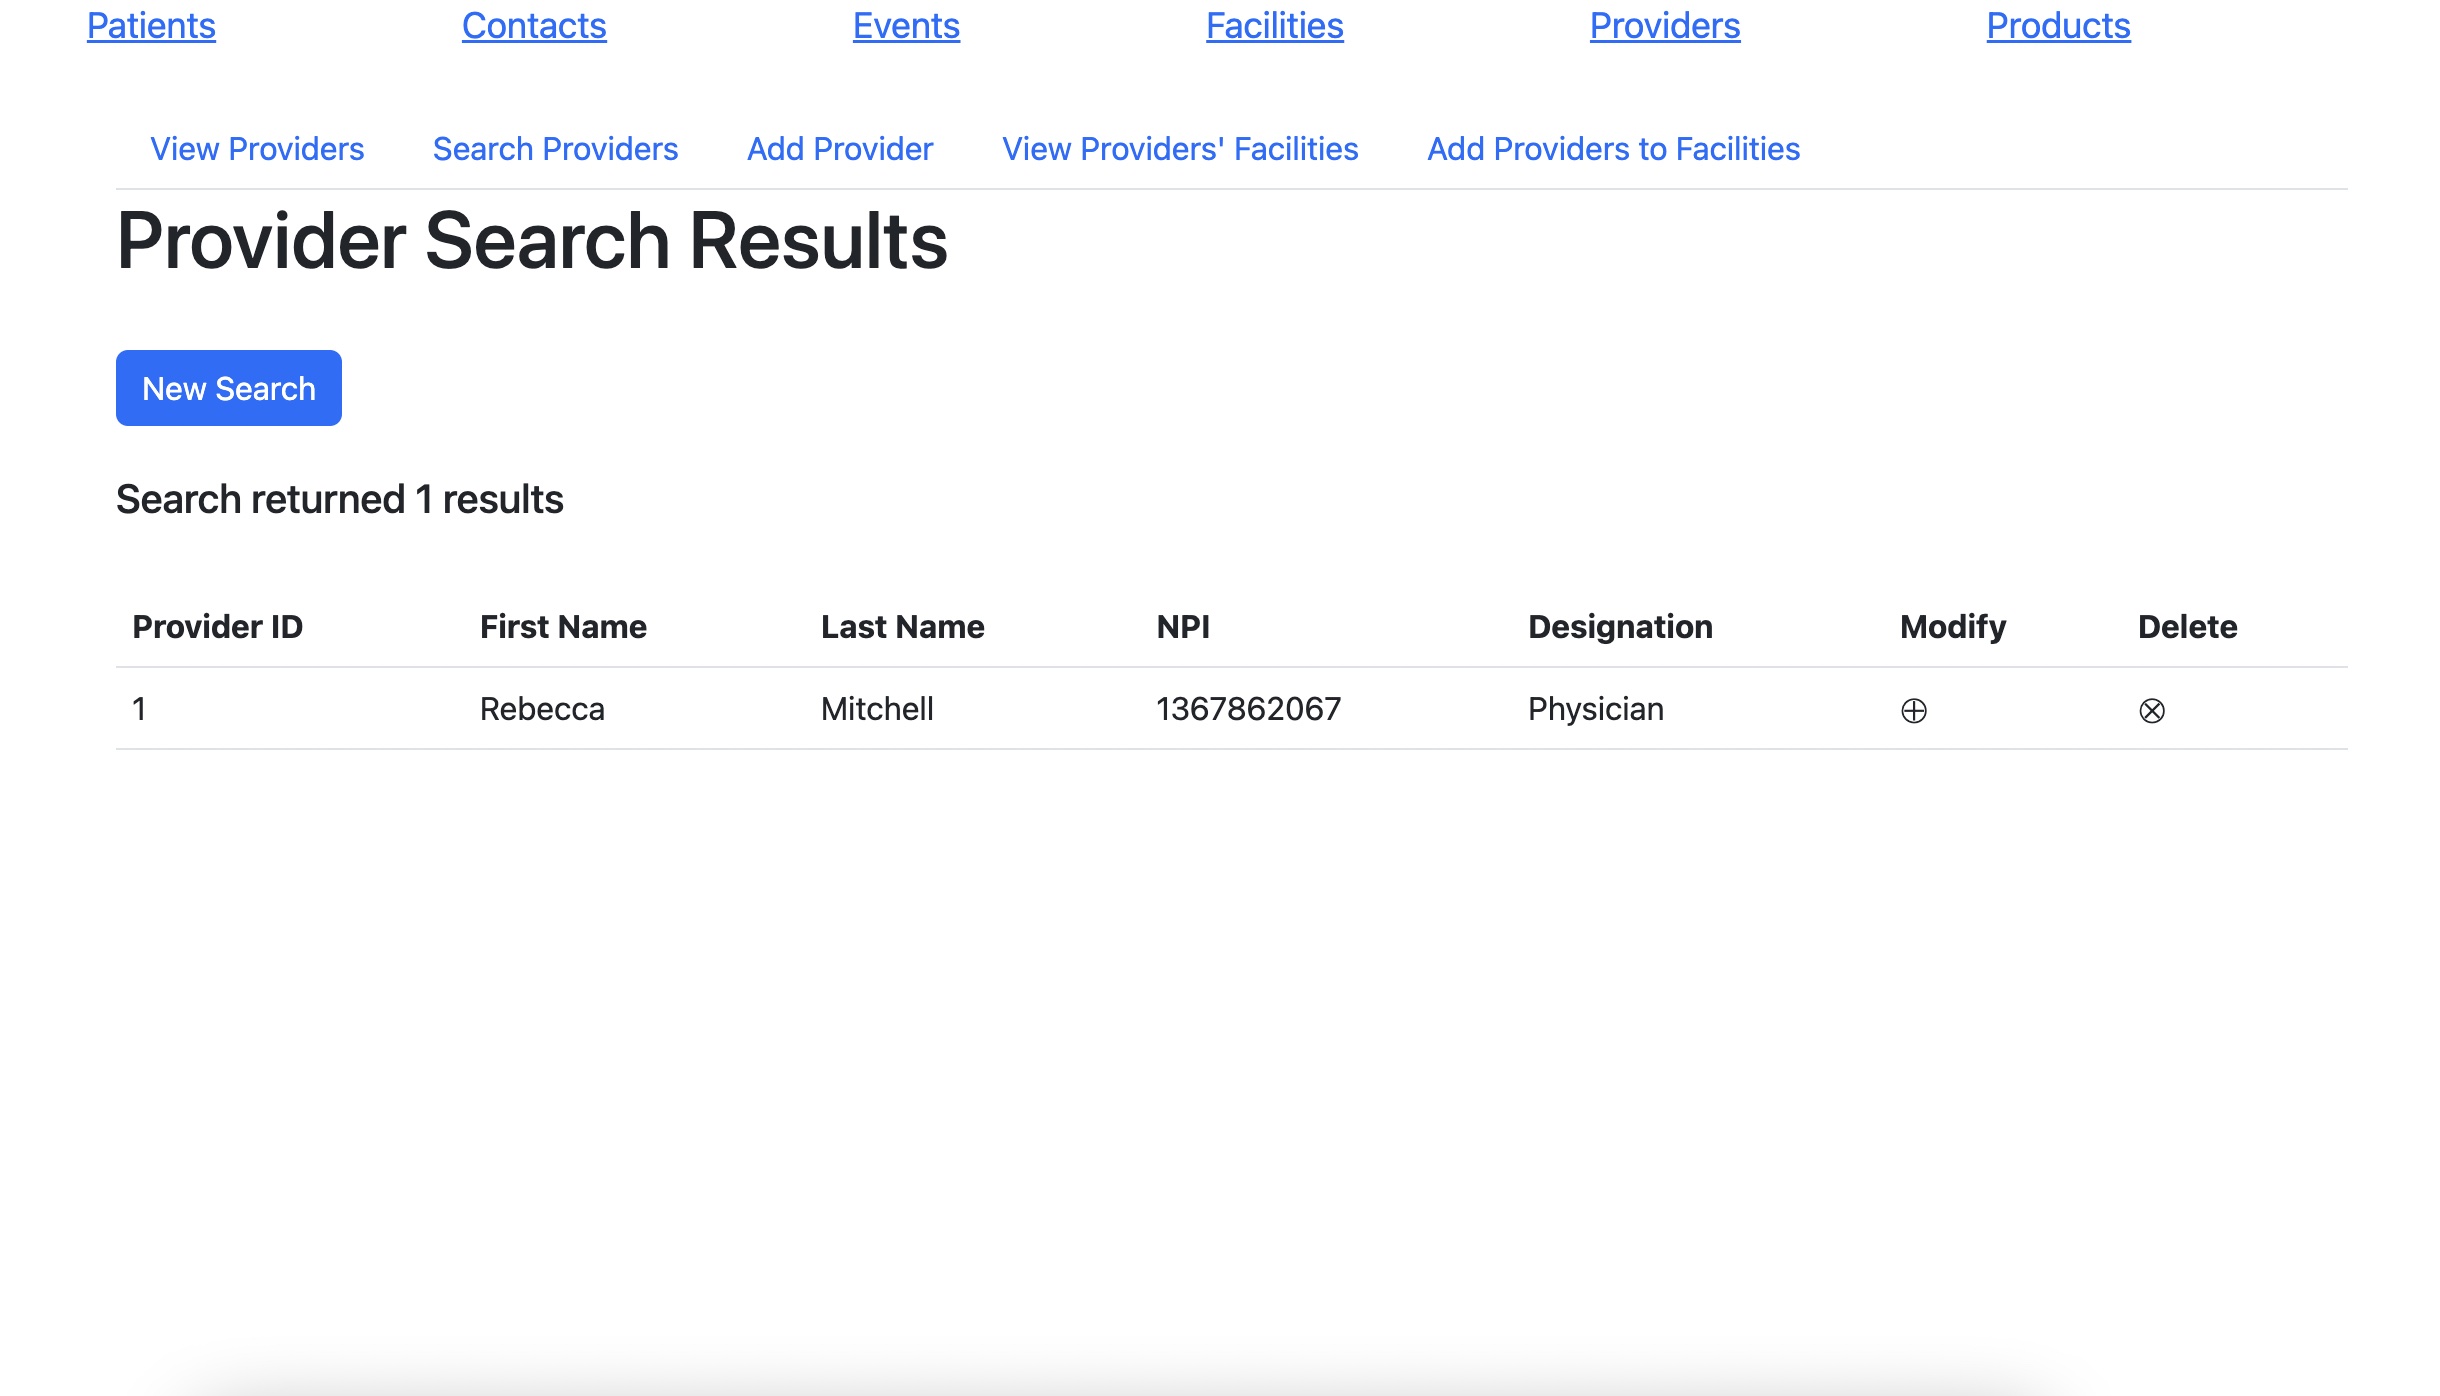 Patients Contacts Events Facilities Providers Products
View Providers Search Providers Add Provider View Providers' Facilities Add Providers to Facilities
Provider Search Results
New Search
Search returned 1 results
Provider ID First Name Last Name NPI Designation Modify Delete
1 Rebecca Mitchell 1367862067 Physician ⊕ ⊗